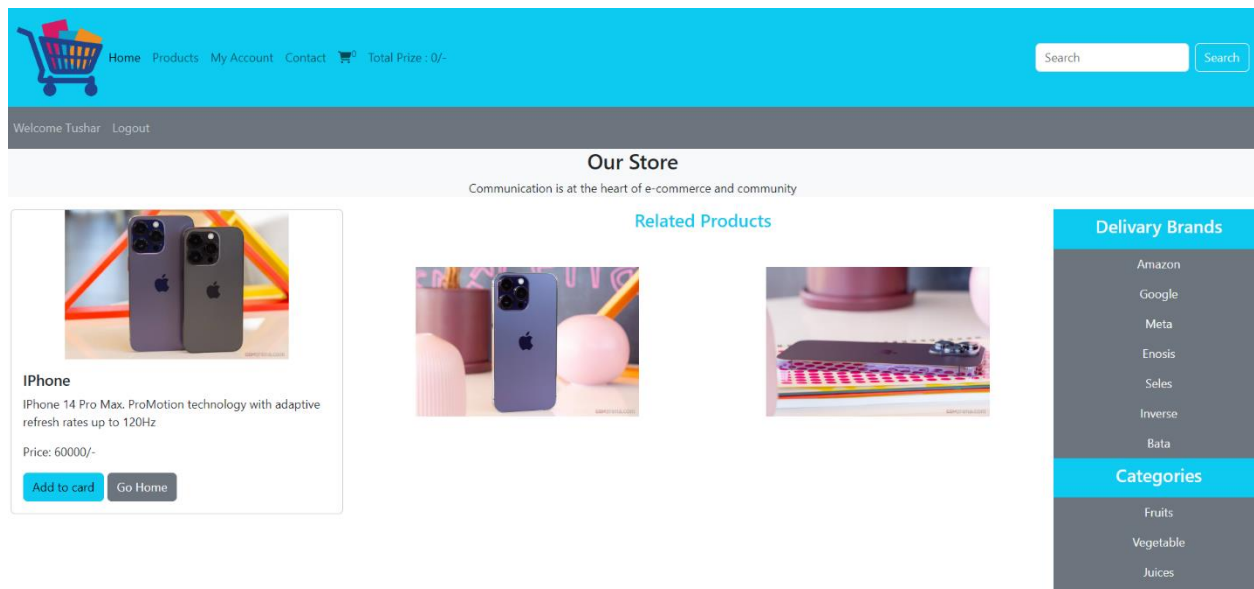 Home Products My Account Contact 0 Total Prize : 0/-
Search Search
Welcome Tushar Logout
Our Store
Communication is at the heart of e-commerce and community
IPhone
IPhone 14 Pro Max. ProMotion technology with adaptive
refresh rates up to 120Hz
Price: 60000/-
Add to card Go Home
Related Products
Delivary Brands
Amazon
Google
Meta
Enosis
Seles
Inverse
Bata
Categories
Fruits
Vegetable
Juices